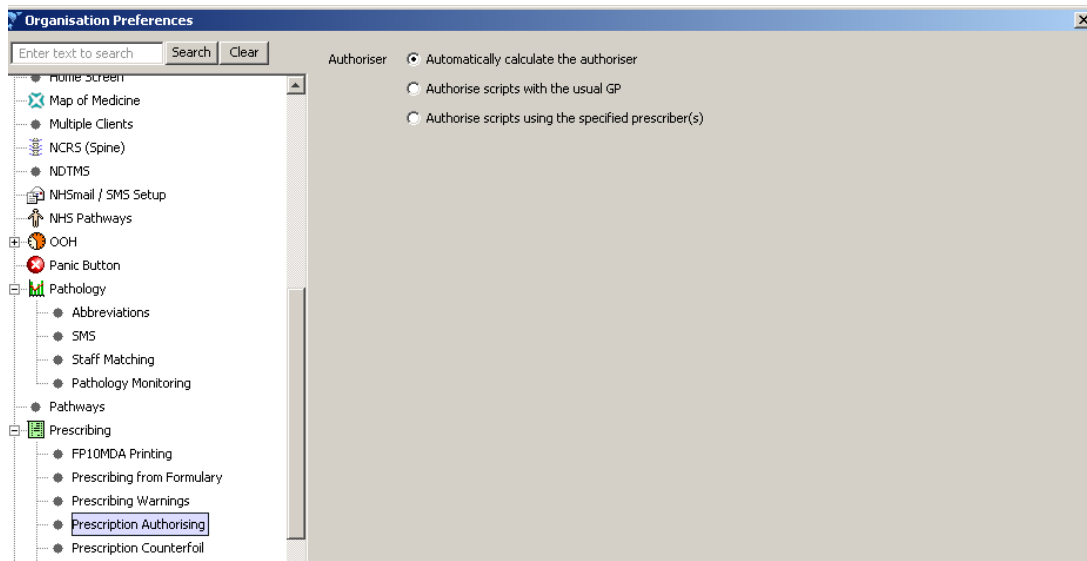 Organisation Preferences
Enter text to search Search Clear
Home Screen
Map of Medicine
Multiple Clients
NCRS (Spine)
NDTMS
NHSmail / SMS Setup
NHS Pathways
OOH
Panic Button
Pathology
Abbreviations
SMS
Staff Matching
Pathology Monitoring
Pathways
Prescribing
FP10MDA Printing
Prescribing from Formulary
Prescribing Warnings
Prescription Authorising
Prescription Counterfoil
Authoriser Automatically calculate the authoriser
Authorise scripts with the usual GP
Authorise scripts using the specified prescriber(s)